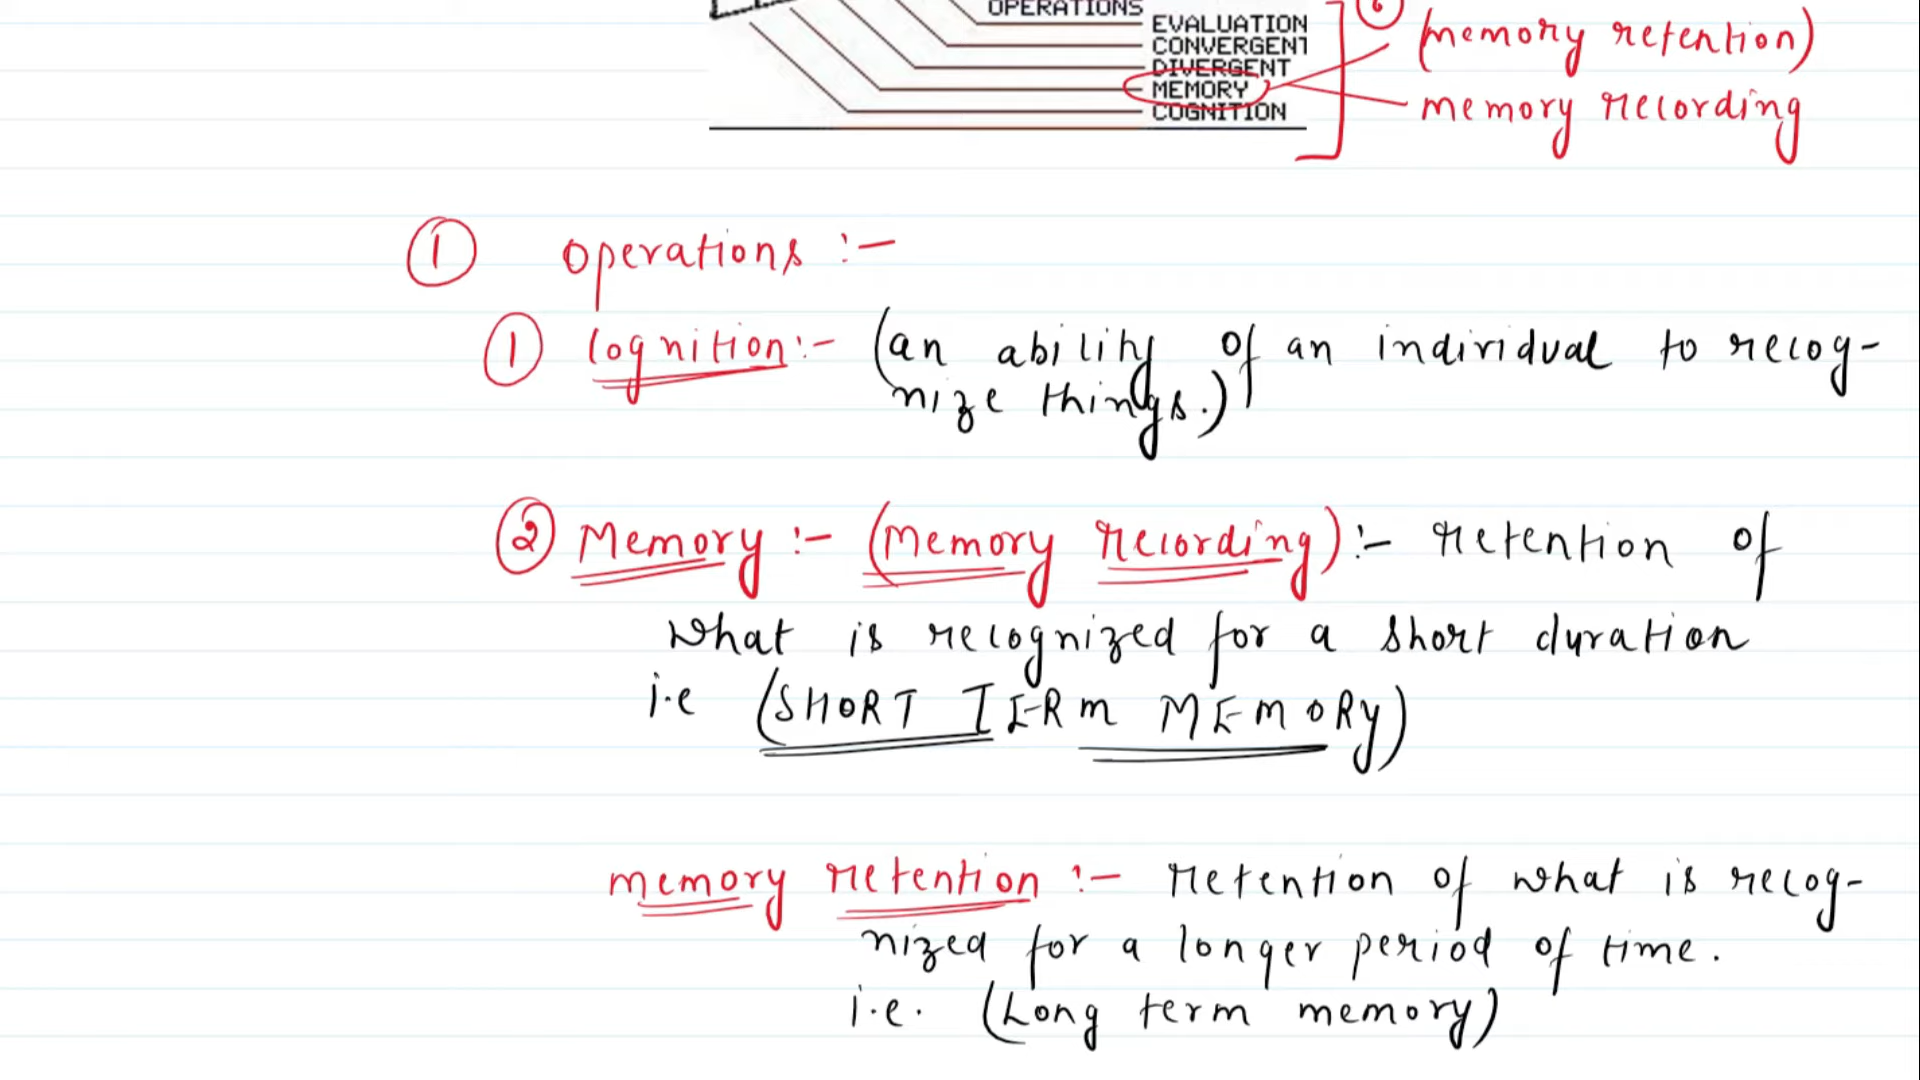 OPERATIONS
EVALUATION
CONVERGENT
DIVERGENT
MEMORY
COGNITION
6
(memory retention)
memory recording
① operations :-
① Cognition:- (an ability of an individual to recog-
nize things.)
② Memory :- (Memory recording) :- retention of
what is recognized for a short duration
i.e (SHORT TERM MEMORY)
memory retention :- retention of what is recog-
nized for a longer period of time.
i.e. (Long term memory)